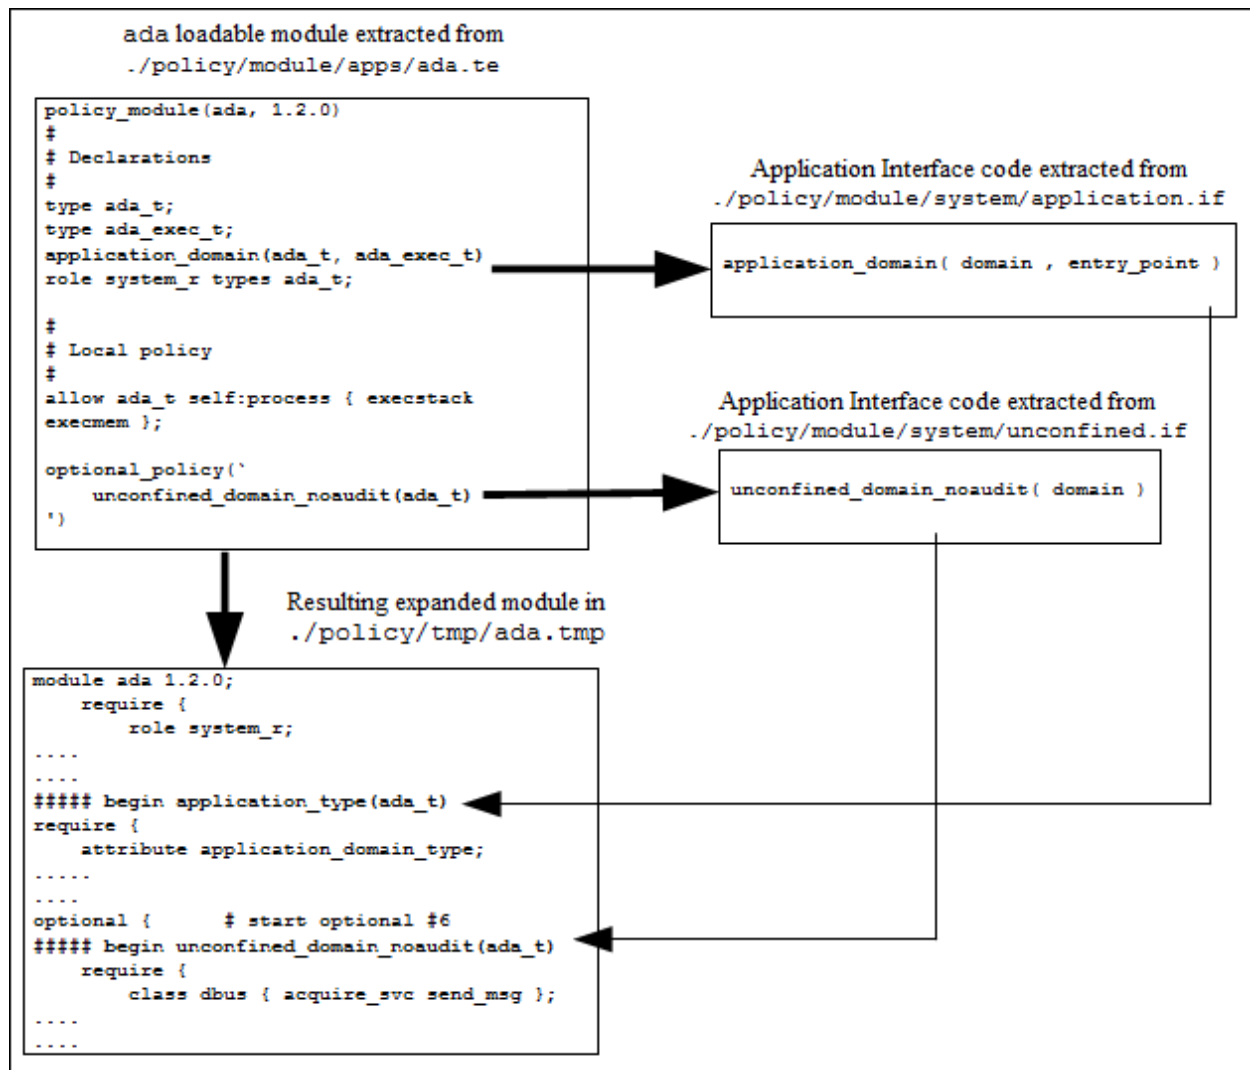 ada loadable module extracted from
./policy/module/apps/ada.te
policy_module(ada, 1.2.0)
#
# Declarations
#
type ada_t;
type ada_exec_t;
application_domain(ada_t, ada_exec_t)
role system_r types ada_t;
#
# Local policy
#
allow ada_t self:process { execstack
execmem };
optional_policy(`
unconfined_domain_noaudit(ada_t)
')
Application Interface code extracted from
./policy/module/system/application.if
application_domain( domain , entry_point )
Application Interface code extracted from
./policy/module/system/unconfined.if
unconfined_domain_noaudit( domain )
Resulting expanded module in
./policy/tmp/ada.tmp
module ada 1.2.0;
require {
role system_r;
....
....
##### begin application_type(ada_t)
require {
attribute application_domain_type;
.....
....
optional { # start optional #6
##### begin unconfined_domain_noaudit(ada_t)
require {
class dbus { acquire_svc send_msg };
....
....